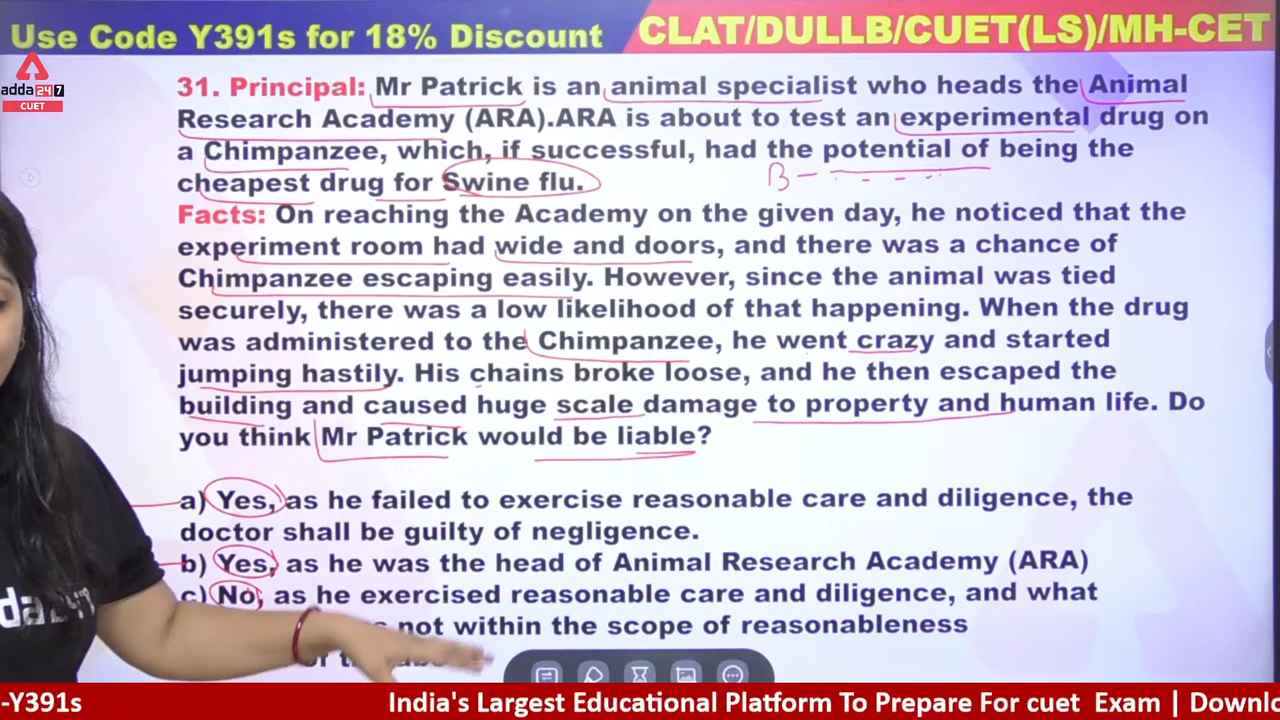 Use Code Y391s for 18% Discount
CLAT/DULLB/CUET(LS)/MH-CET
adda247
CUET
31. Principal: Mr Patrick is an animal specialist who heads the Animal
Research Academy (ARA).ARA is about to test an experimental drug on
a Chimpanzee, which, if successful, had the potential of being the
cheapest drug for Swine flu.
B
Facts: On reaching the Academy on the given day, he noticed that the
experiment room had wide and doors, and there was a chance of
Chimpanzee escaping easily. However, since the animal was tied
securely, there was a low likelihood of that happening. When the drug
was administered to the Chimpanzee, he went crazy and started
jumping hastily. His chains broke loose, and he then escaped the
building and caused huge scale damage to property and human life. Do
you think Mr Patrick would be liable?
a) Yes, as he failed to exercise reasonable care and diligence, the
doctor shall be guilty of negligence.
b) Yes, as he was the head of Animal Research Academy (ARA)
c) No, as he exercised reasonable care and diligence, and what
not within the scope of reasonableness
-Y391s
India's Largest Educational Platform To Prepare For cuet Exam | Downlo